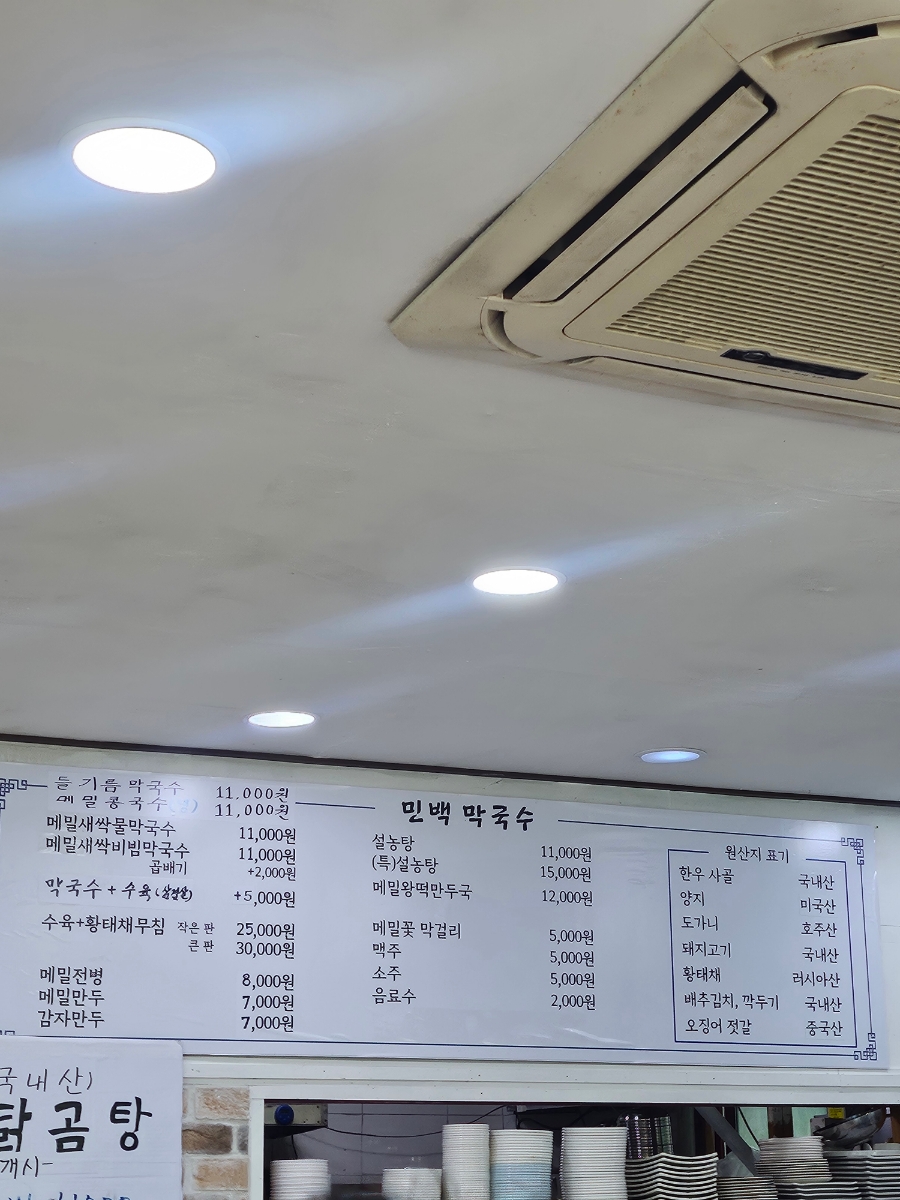 민백 막국수
들기름 막국수 11,000원
메밀콩국수 11,000원
메밀새싹물막국수 11,000원
메밀새싹비빔막국수 11,000원
곱배기 +2,000원
막국수 + 수육 +5,000원
수육+황태채무침 작은 판 25,000원
큰 판 30,000원
메밀전병 8,000원
메밀만두 7,000원
감자만두 7,000원
설농탕 11,000원
(특)설농탕 15,000원
메밀왕떡만두국 12,000원
메밀꽃 막걸리 5,000원
맥주 5,000원
소주 5,000원
음료수 2,000원
원산지 표기
한우 사골 국내산
양지 미국산
도가니 호주산
돼지고기 국내산
황태채 러시아산
배추김치, 깍두기 국내산
오징어 젓갈 중국산
국내산)
닭곰탕
개시-